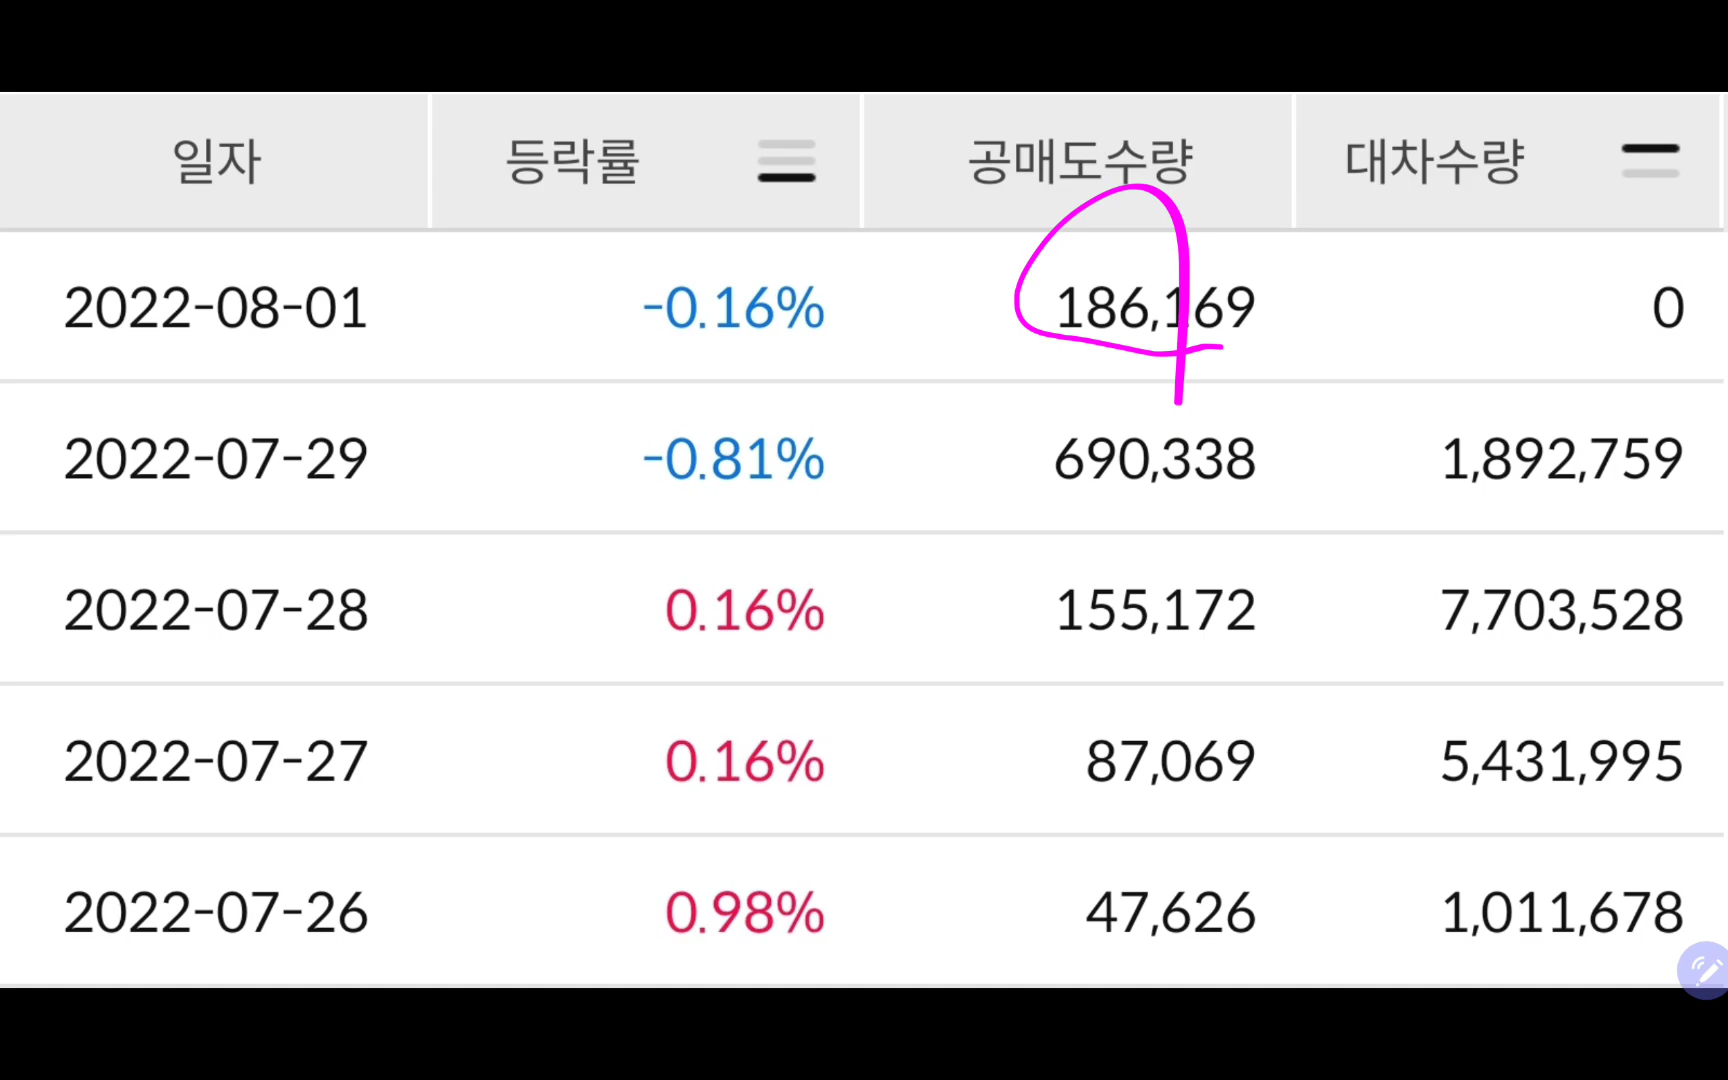 일자 등락률 공매도수량 대차수량
2022-08-01 -0.16% 186,169 0
2022-07-29 -0.81% 690,338 1,892,759
2022-07-28 0.16% 155,172 7,703,528
2022-07-27 0.16% 87,069 5,431,995
2022-07-26 0.98% 47,626 1,011,678